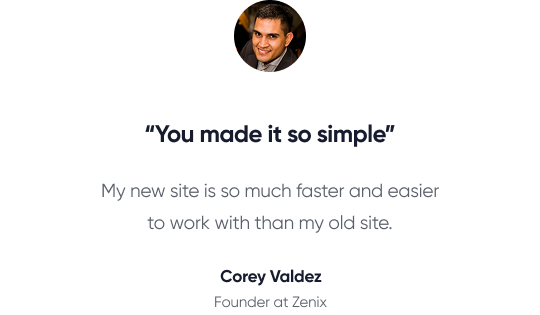 “You made it so simple”
My new site is so much faster and easier
to work with than my old site.
Corey Valdez
Founder at Zenix